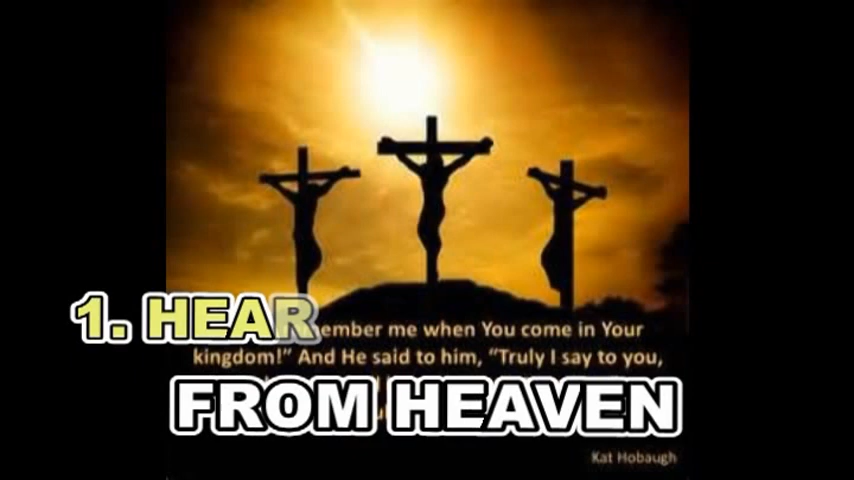 1. HEAR
member me when You come in Your
kingdom!” And He said to him, “Truly I say to you,
FROM HEAVEN
Kat Hobaugh